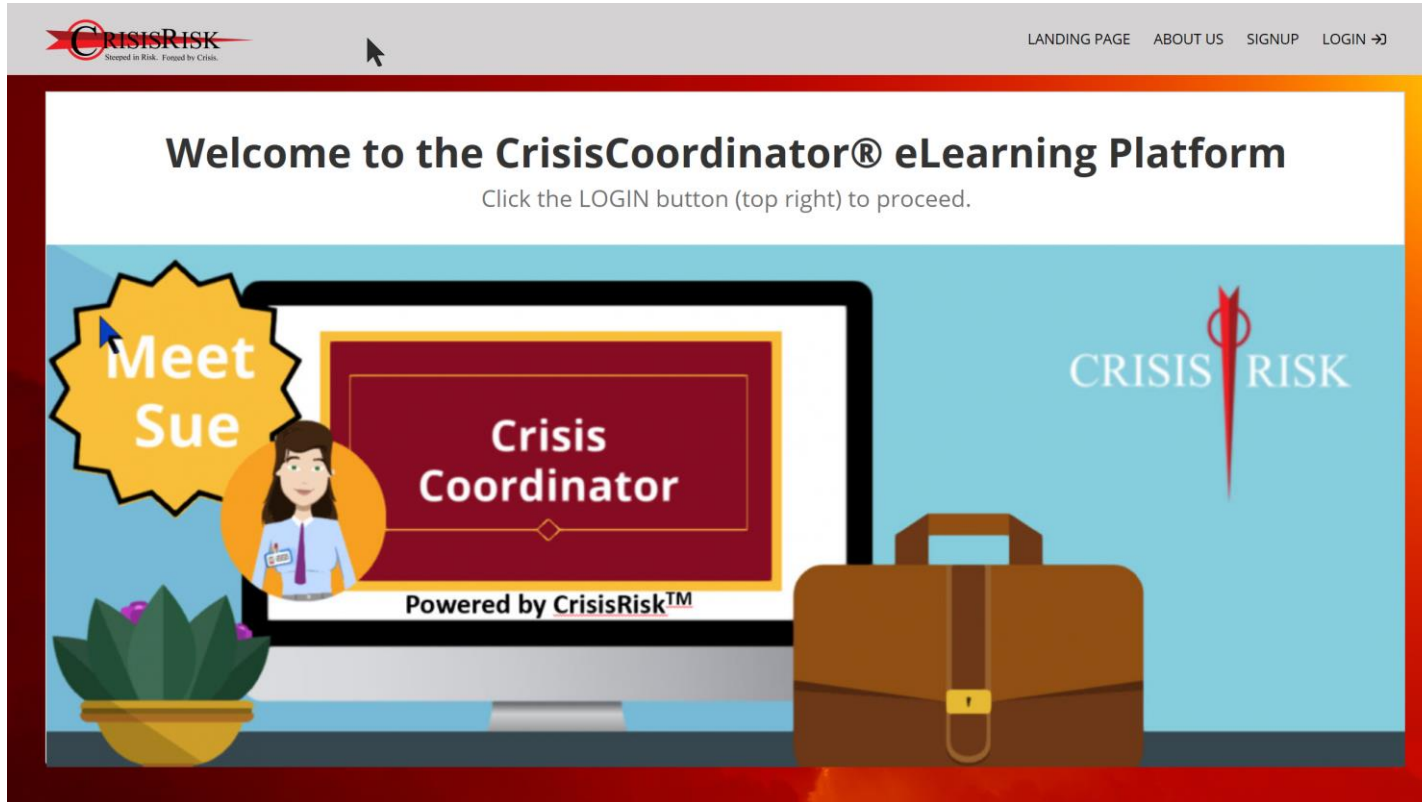 CRISISRISK
Steeped in Risk. Forged by Crisis.
LANDING PAGE ABOUT US SIGNUP LOGIN
Welcome to the CrisisCoordinator® eLearning Platform
Click the LOGIN button (top right) to proceed.
Meet
Sue
Crisis
Coordinator
Powered by CrisisRisk™
CRISIS RISK